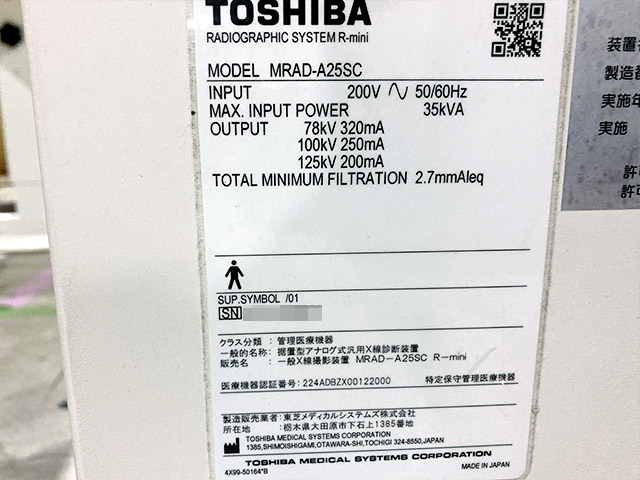 TOSHIBA
RADIOGRAPHIC SYSTEM R-mini
MODEL MRAD-A25SC
INPUT 200V ∿ 50/60Hz
MAX. INPUT POWER 35kVA
OUTPUT 78kV 320mA
100kV 250mA
125kV 200mA
TOTAL MINIMUM FILTRATION 2.7mmAleq
SUP.SYMBOL /01
SN
クラス分類 : 管理医療機器
一般的名称: 据置型アナログ式汎用X線診断装置
販売名 : 一般X線撮影装置 MRAD-A25SC R-mini
医療機器認証番号: 224ADBZX00122000 特定保守管理医療機器
製造販売業者: 東芝メディカルシステムズ株式会社
所在地 : 栃木県大田原市下石上1385番地
TOSHIBA MEDICAL SYSTEMS CORPORATION
1385,SHIMOISHIGAMI,OTAWARA-SHI,TOCHIGI 324-8550,JAPAN
TOSHIBA MEDICAL SYSTEMS CORPORATION
4X99-50164*B MADE IN JAPAN
装置
製造
実施年
実施
許
許可